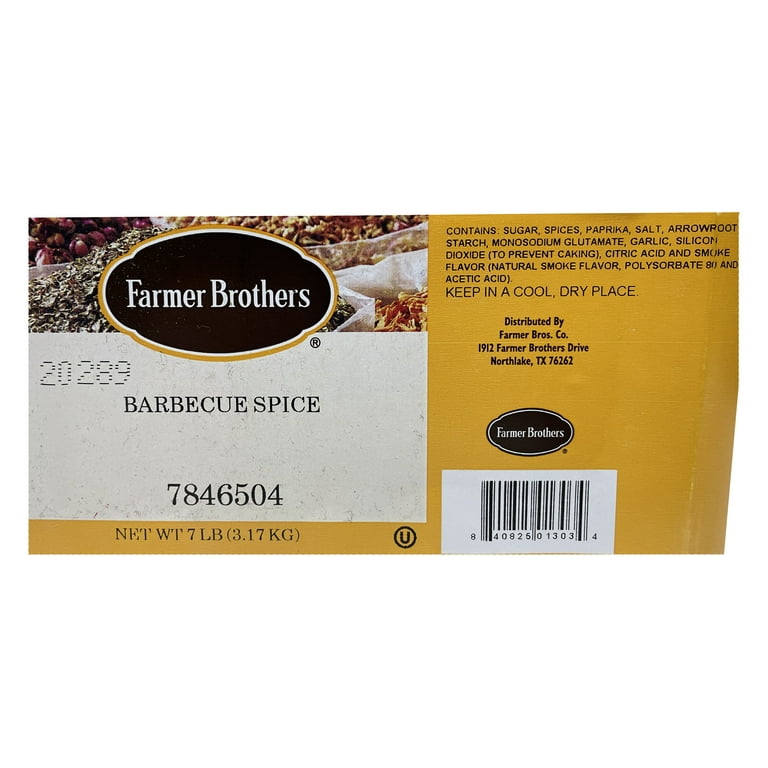 Farmer Brothers
®
20 289
BARBECUE SPICE
7846504
NET WT 7 LB (3.17 KG)
U
CONTAINS: SUGAR, SPICES, PAPRIKA, SALT, ARROWROOT
STARCH, MONOSODIUM GLUTAMATE, GARLIC, SILICON
DIOXIDE (TO PREVENT CAKING), CITRIC ACID AND SMOKE
FLAVOR (NATURAL SMOKE FLAVOR, POLYSORBATE 80 AND
ACETIC ACID).
KEEP IN A COOL, DRY PLACE.
Distributed By
Farmer Bros. Co.
1912 Farmer Brothers Drive
Northlake, TX 76262
Farmer Brothers
®
8 40825 01303 4